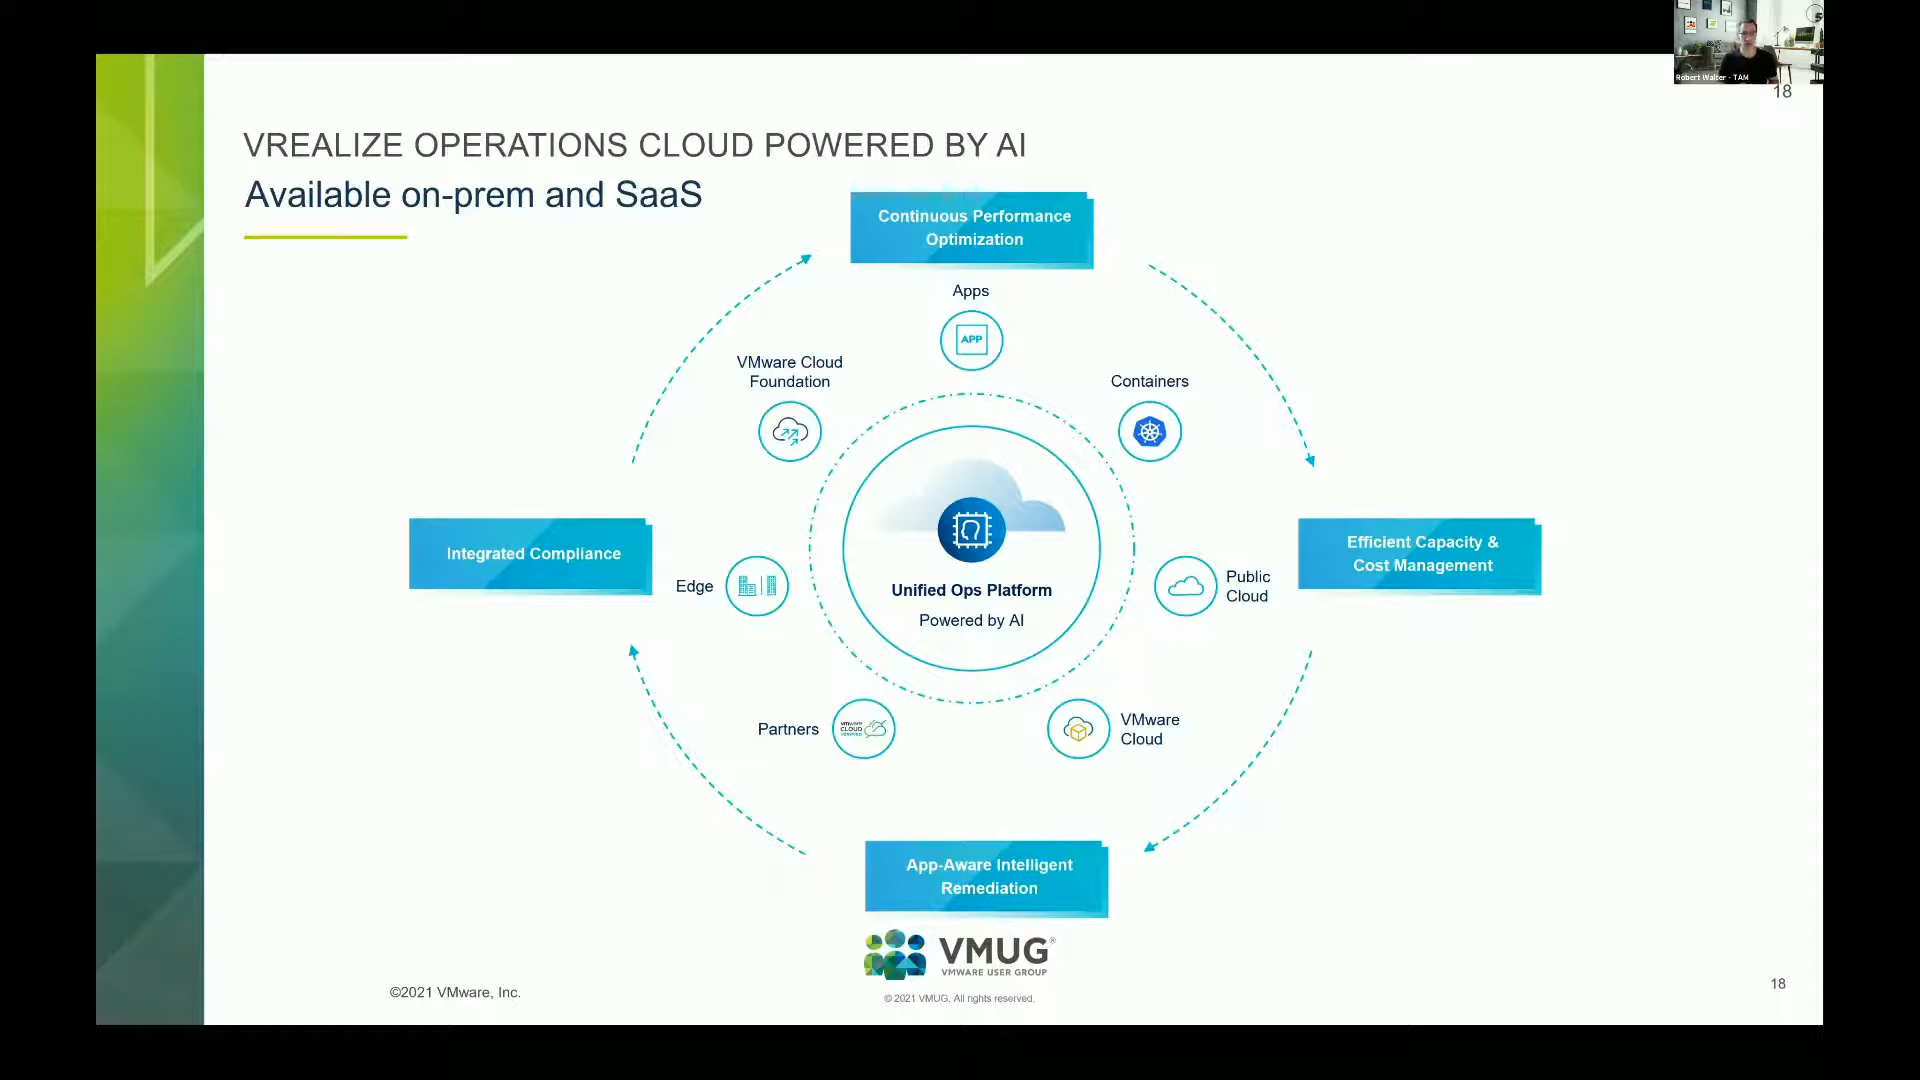 Robert Walter - TAM
18
VREALIZE OPERATIONS CLOUD POWERED BY AI
Available on-prem and SaaS
Continuous Performance
Optimization
Apps
APP
VMware Cloud
Foundation
Containers
Integrated Compliance
Efficient Capacity &
Cost Management
Edge
Public
Cloud
Unified Ops Platform
Powered by AI
Partners
vmware
CLOUD
VERIFIED
VMware
Cloud
App-Aware Intelligent
Remediation
VMUG®
VMWARE USER GROUP
©2021 VMware, Inc.
© 2021 VMUG. All rights reserved.
18